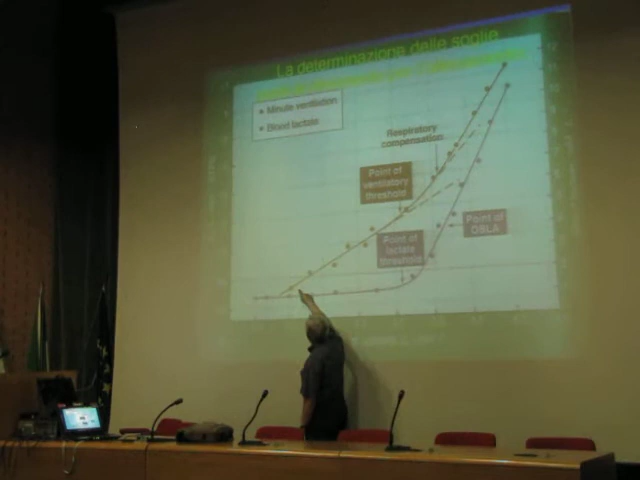 La determinazione delle soglie
Minute ventilation
Blood lactate
Respiratory
compensation
Point of
ventilatory
threshold
Point of
lactate
threshold
Point of
OBLA